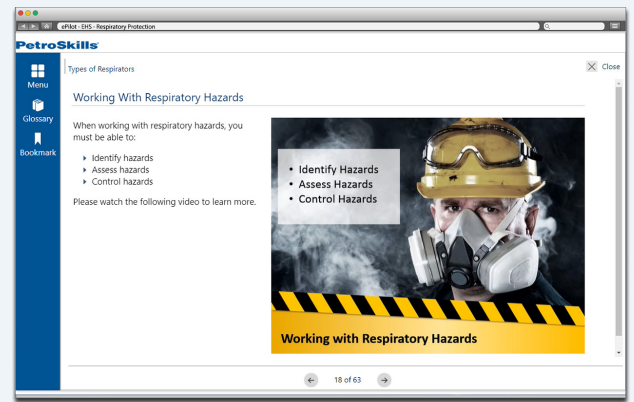 ePilot - EHS - Respiratory Protection
PetroSkills
Menu
Glossary
Bookmark
Types of Respirators
Close
Working With Respiratory Hazards
When working with respiratory hazards, you
must be able to:
Identify hazards
Assess hazards
Control hazards
Please watch the following video to learn more.
• Identify Hazards
• Assess Hazards
• Control Hazards
Working with Respiratory Hazards
18 of 63